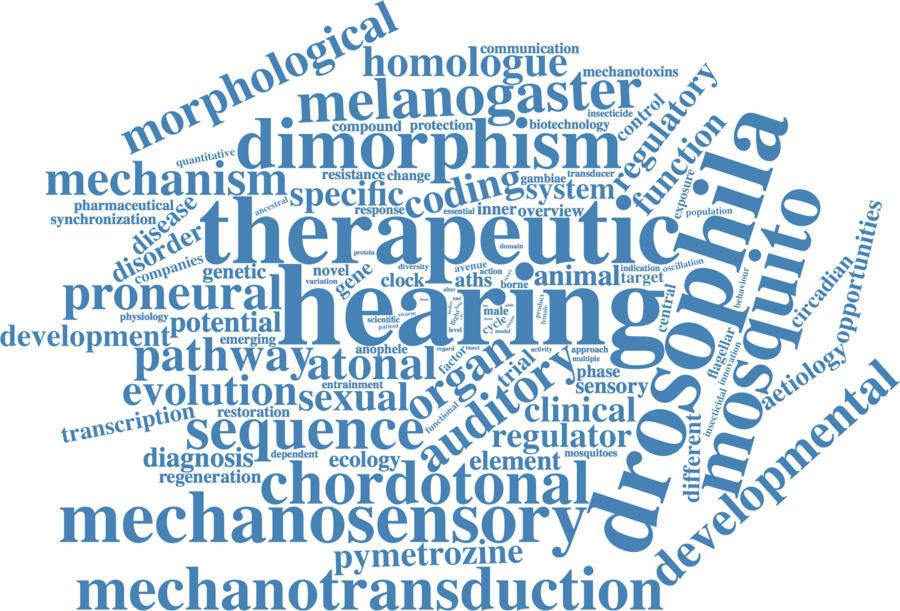 morphological
communication
homologue
mechanotoxins
melanogaster
insecticide
control
regulatory
compound
protection
biotechnology
dimorphism
quantitative
function
mechanism
resistance
change
gambiae
transducer
exposure
drosophila
specific
coding
system
pharmaceutical
ancestral
response
essential
inner
overview
population
synchronization
disease
therapeutic
mosquito
disorder
protein
domain
opportunities
companies
genetic
novel
variation
gene
diversity
clock
avenue
action
aths
borne
animal
indication
target
oscillation
circadian
behaviour
central
proneural
hearing
alter
ear
male
product
female
physiology
potential
scientific
swarm
patient
flight
level
cycle
development
emerging
flagellar
innovation
pathway
anophele
regard
insect
activity
approach
multiple
atonal
factor
organ
trial
phase
aetiology
evolution
entrainment
sexual
sensory
auditory
functional
clinical
transcription
restoration
sequence
regulator
different
insecticidal
developmental
diagnosis
dependent
ecology
element
mosquitoes
regeneration
chordotonal
mechanosensory
pymetrozine
mechanotransduction